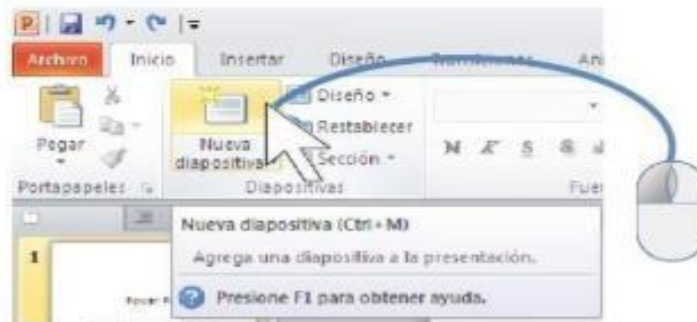 Archivo Inicio Insertar Diseño
Pegar
Nueva diapositiva
Diseño
Restablecer
Sección
N K S
Portapapeles Diapositivas Fuen
Nueva diapositiva (Ctrl+M)
Agrega una diapositiva a la presentación.
1
Presione F1 para obtener ayuda.